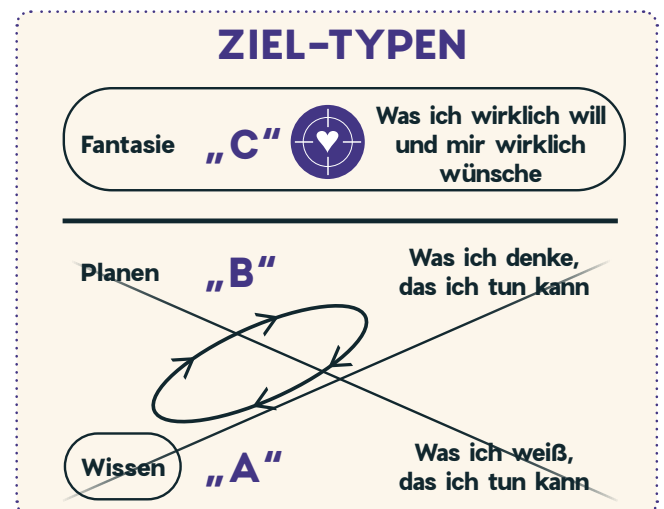 ZIEL-TYPEN
Fantasie „C“ Was ich wirklich will
und mir wirklich
wünsche
Planen „B“ Was ich denke,
das ich tun kann
Wissen „A“ Was ich weiß,
das ich tun kann